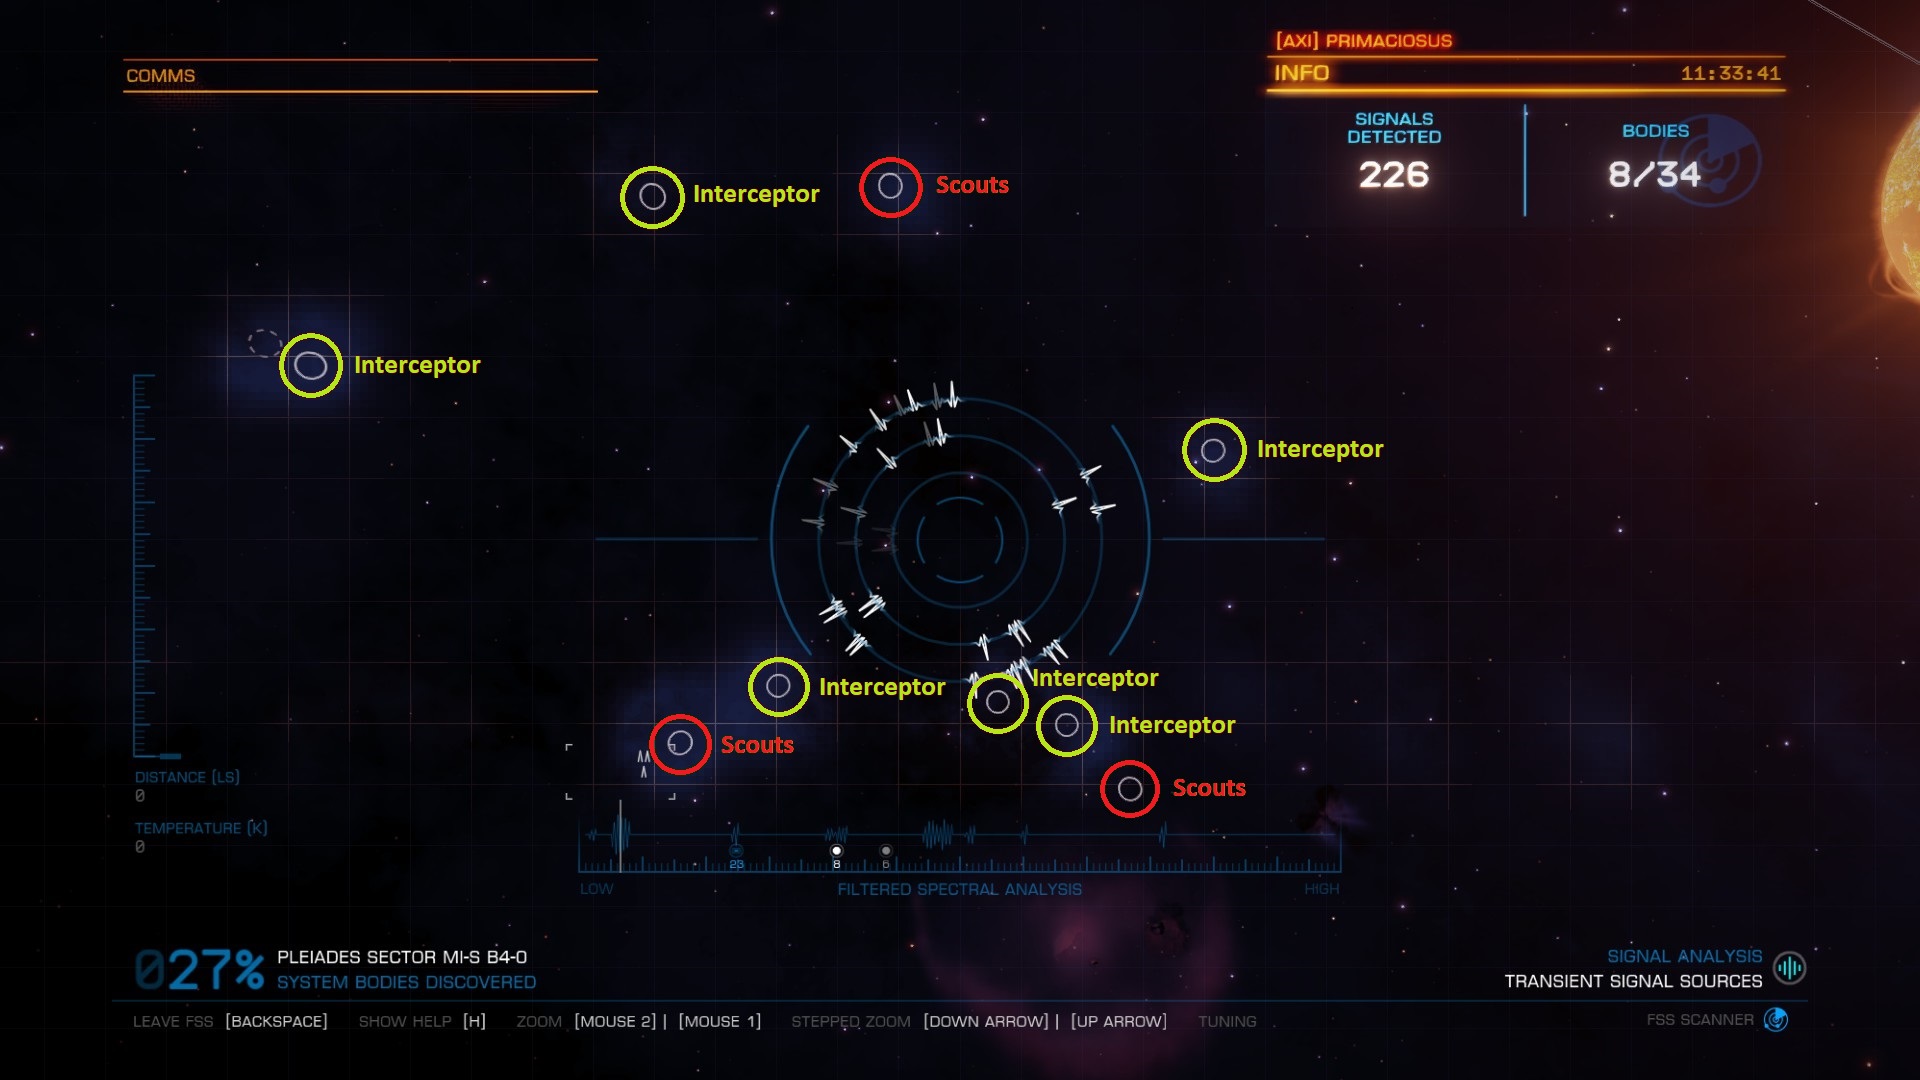 [AXI] PRIMACIOSUS
COMMS
INFO 11:33:41
SIGNALS DETECTED
226
BODIES
8/34
Interceptor
Scouts
Interceptor
Interceptor
Interceptor
Interceptor
Interceptor
Scouts
Scouts
DISTANCE (LS)
0
TEMPERATURE (K)
0
23 8 6
LOW FILTERED SPECTRAL ANALYSIS HIGH
027% PLEIADES SECTOR MI-S B4-0
SYSTEM BODIES DISCOVERED
SIGNAL ANALYSIS
TRANSIENT SIGNAL SOURCES
LEAVE FSS [BACKSPACE] SHOW HELP [H] ZOOM [MOUSE 2] | [MOUSE 1] STEPPED ZOOM [DOWN ARROW] | [UP ARROW] TUNING
FSS SCANNER